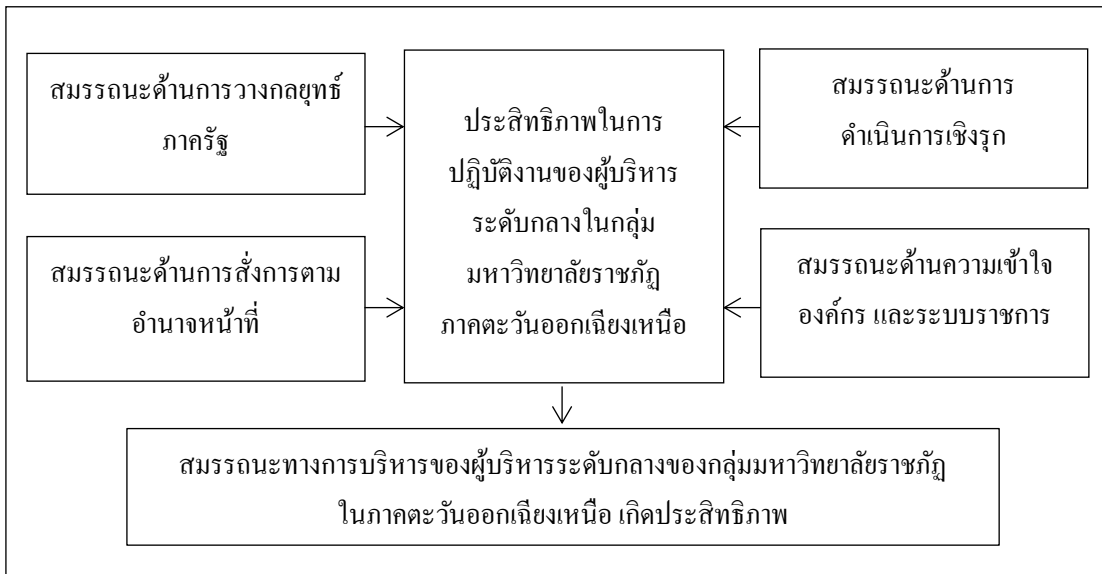 สมรรถนะด้านการวางกลยุทธ์
ภาครัฐ
สมรรถนะด้านการสั่งการตาม
อำนาจหน้าที่
ประสิทธิภาพในการ
ปฏิบัติงานของผู้บริหาร
ระดับกลางในกลุ่ม
มหาวิทยาลัยราชภัฏ
ภาคตะวันออกเฉียงเหนือ
สมรรถนะด้านการ
ดำเนินการเชิงรุก
สมรรถนะด้านความเข้าใจ
องค์กร และระบบราชการ
สมรรถนะทางการบริหารของผู้บริหารระดับกลางของกลุ่มมหาวิทยาลัยราชภัฏ
ในภาคตะวันออกเฉียงเหนือ เกิดประสิทธิภาพ